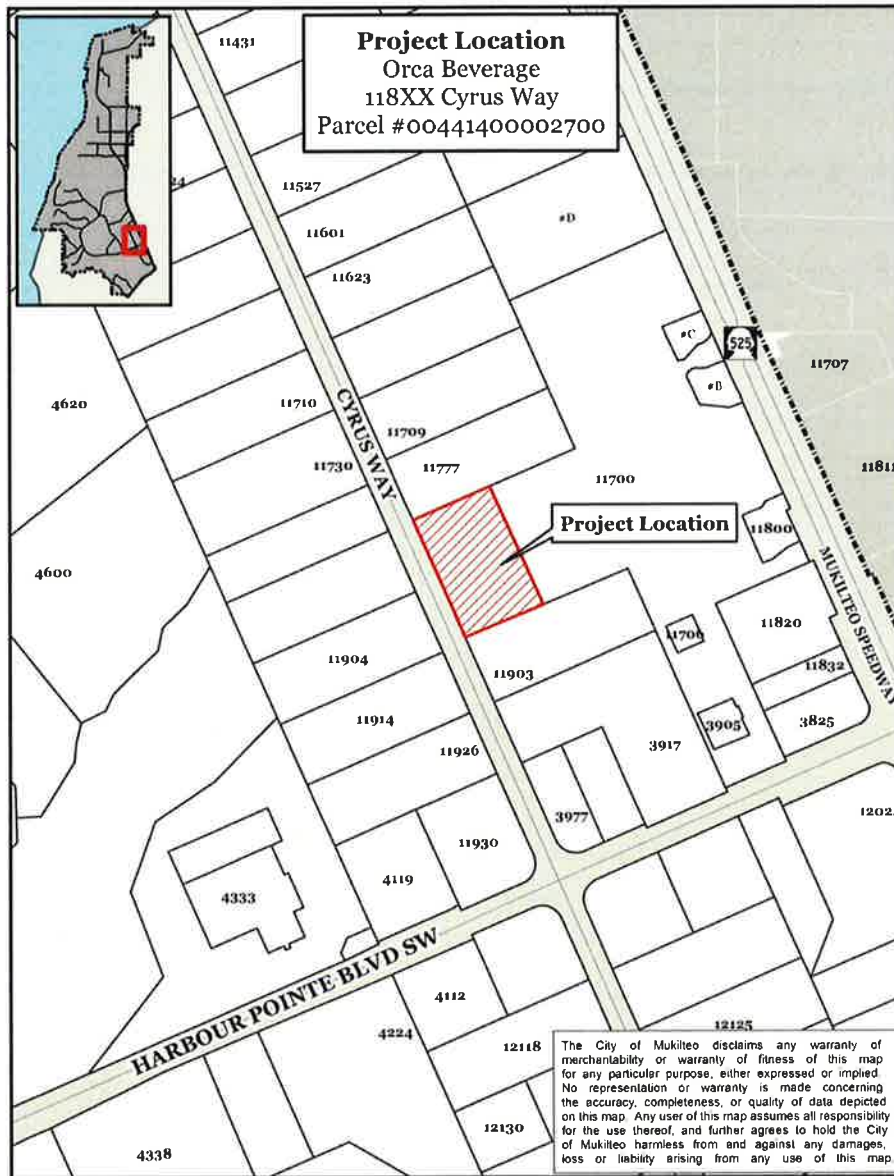 Project Location
Orca Beverage
118XX Cyrus Way
Parcel #00441400002700
11431
24
11527
#D
11601
11623
#C
525
11707
#B
4620
11710
CYRUS WAY
11709
11730
11777
11700
11811
Project Location
11800
4600
MUKILTEO SPEEDWAY
11820
11706
11904
11903
11832
11914
3905
3825
11926
3917
3977
1202
11930
4119
4333
HARBOUR POINTE BLVD SW
4112
4224
12118
12125
12130
4338
The City of Mukilteo disclaims any warranty of
merchantability or warranty of fitness of this map
for any particular purpose, either expressed or implied.
No representation or warranty is made concerning
the accuracy, completeness, or quality of data depicted
on this map. Any user of this map assumes all responsibility
for the use thereof, and further agrees to hold the City
of Mukilteo harmless from and against any damages,
loss or liability arising from any use of this map.